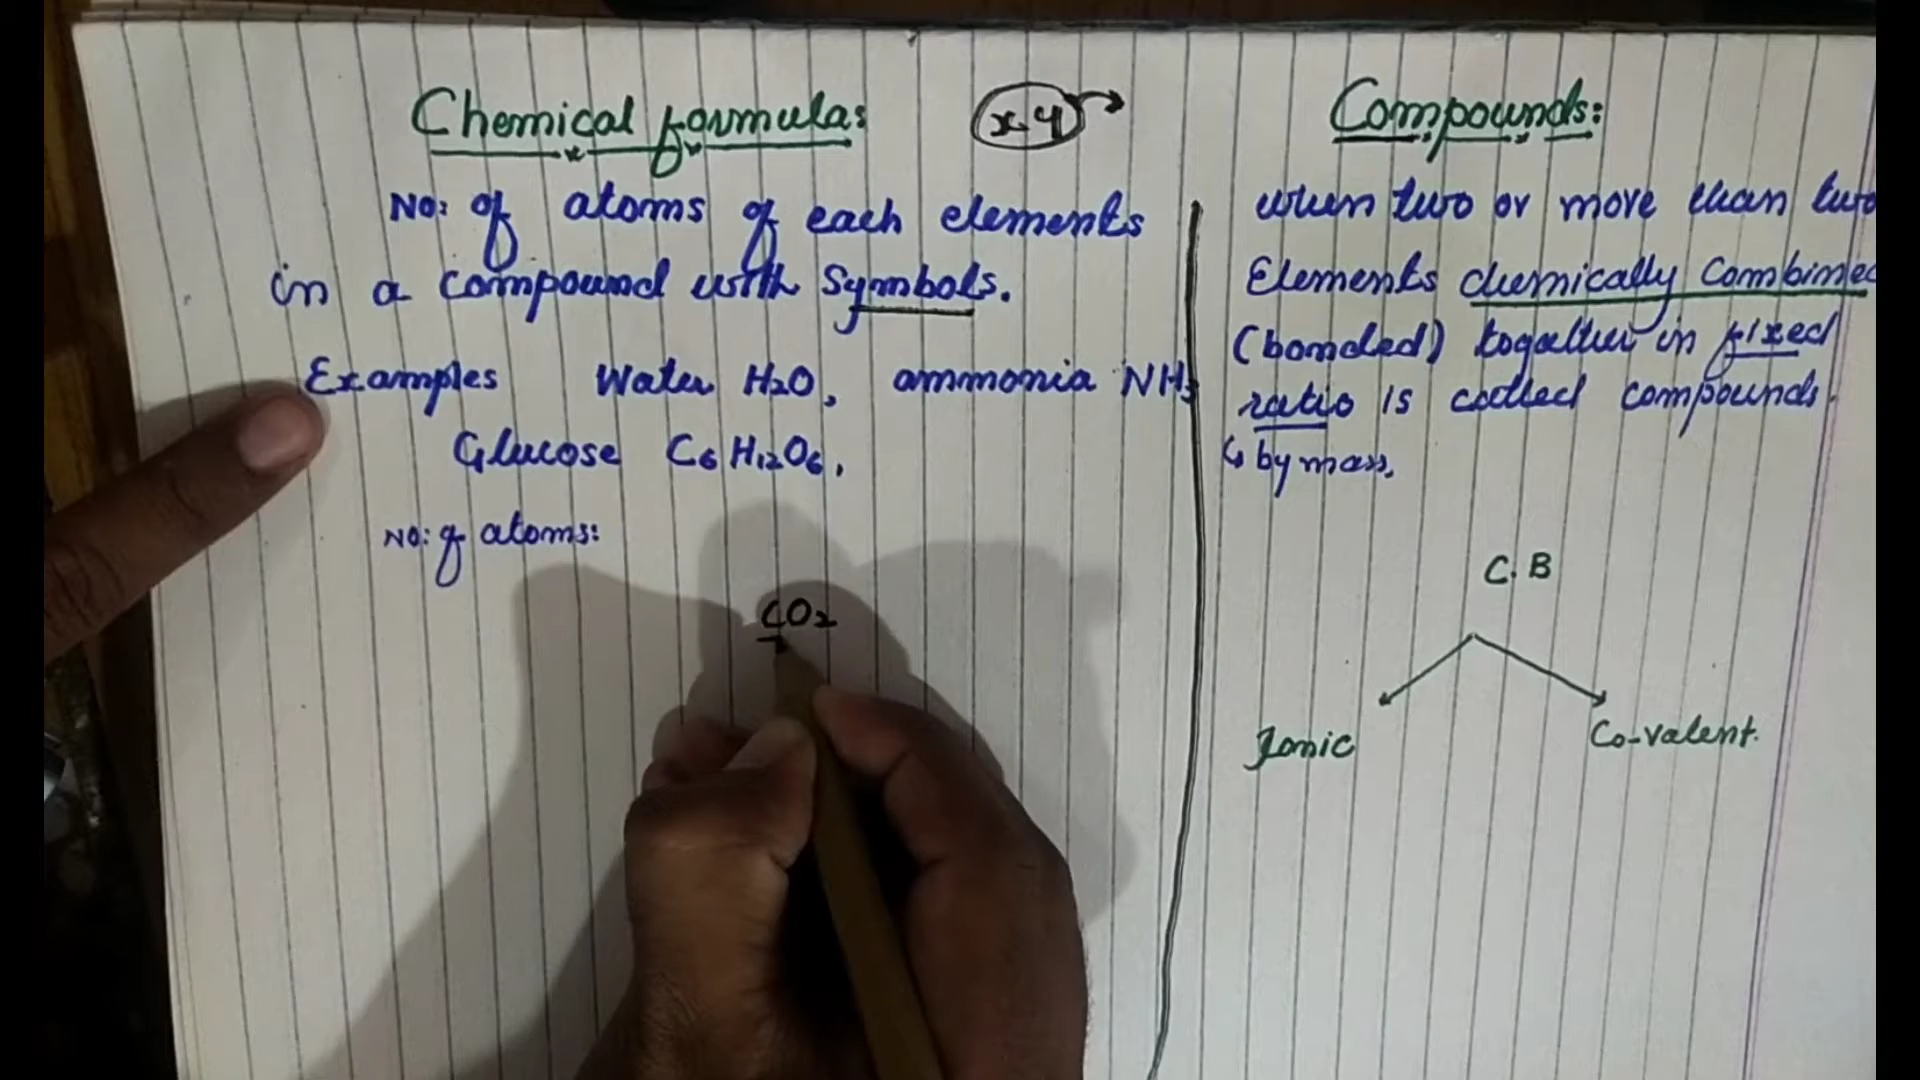 Chemical formula:
x-4
No: of atoms of each elements
in a compound with Symbols.
Examples Water H2O, ammonia NH3
Glucose C6H12O6,
No: of atoms:
CO2
Compounds:
when two or more than two
Elements chemically Combined
(bonded) together in fixed
ratio is called compounds.
↳ by mass.
C.B
Ionic Co-valent.